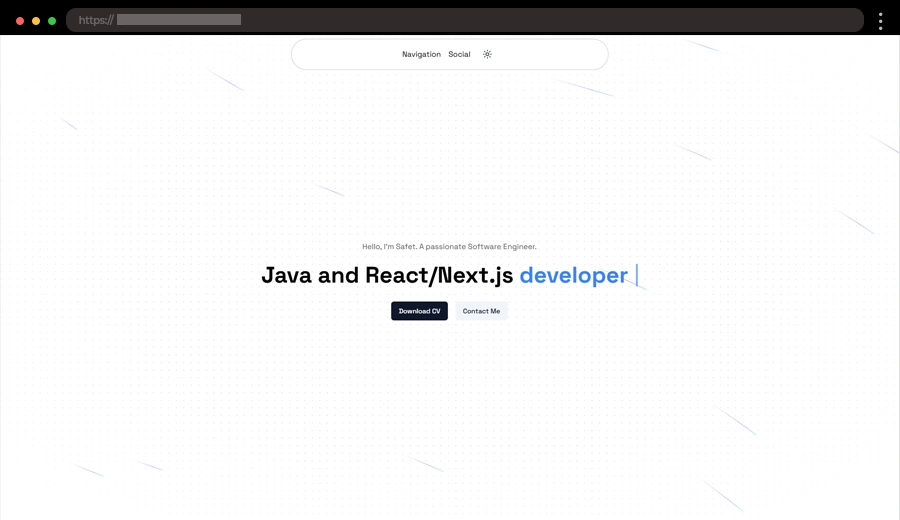 https://
Navigation Social
Hello, I'm Safet. A passionate Software Engineer.
Java and React/Next.js developer
Download CV Contact Me